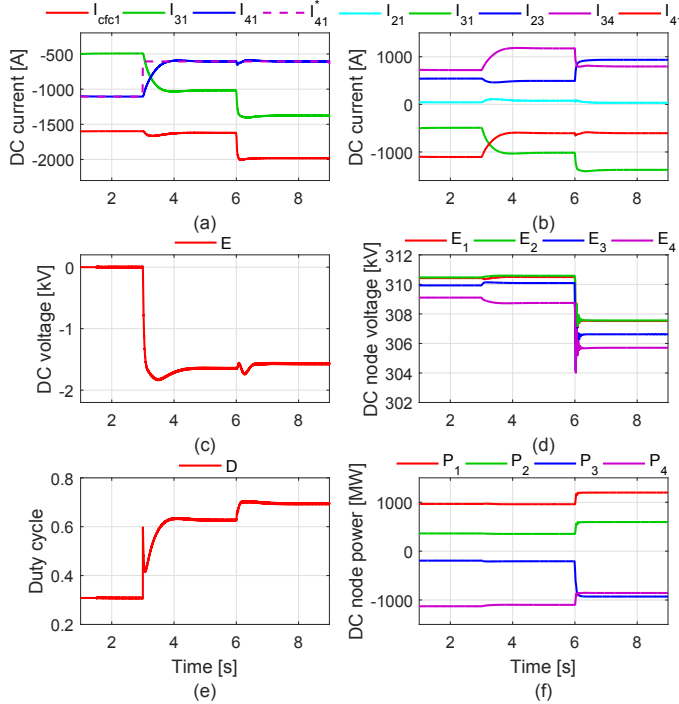 I_cfc1 I_31 I_41 I*_41
I_21 I_31 I_23 I_34 I_41
DC current [A]
-500
-1000
-1500
-2000
2 4 6 8
(a)
DC current [A]
1000
0
-1000
2 4 6 8
(b)
E
DC voltage [kV]
0
-1
-2
2 4 6 8
(c)
E_1 E_2 E_3 E_4
DC node voltage [kV]
310
308
306
304
302
2 4 6 8
(d)
D
Duty cycle
0.8
0.6
0.4
0.2
2 4 6 8
Time [s]
(e)
P_1 P_2 P_3 P_4
DC node power [MW]
1000
0
-1000
2 4 6 8
Time [s]
(f)